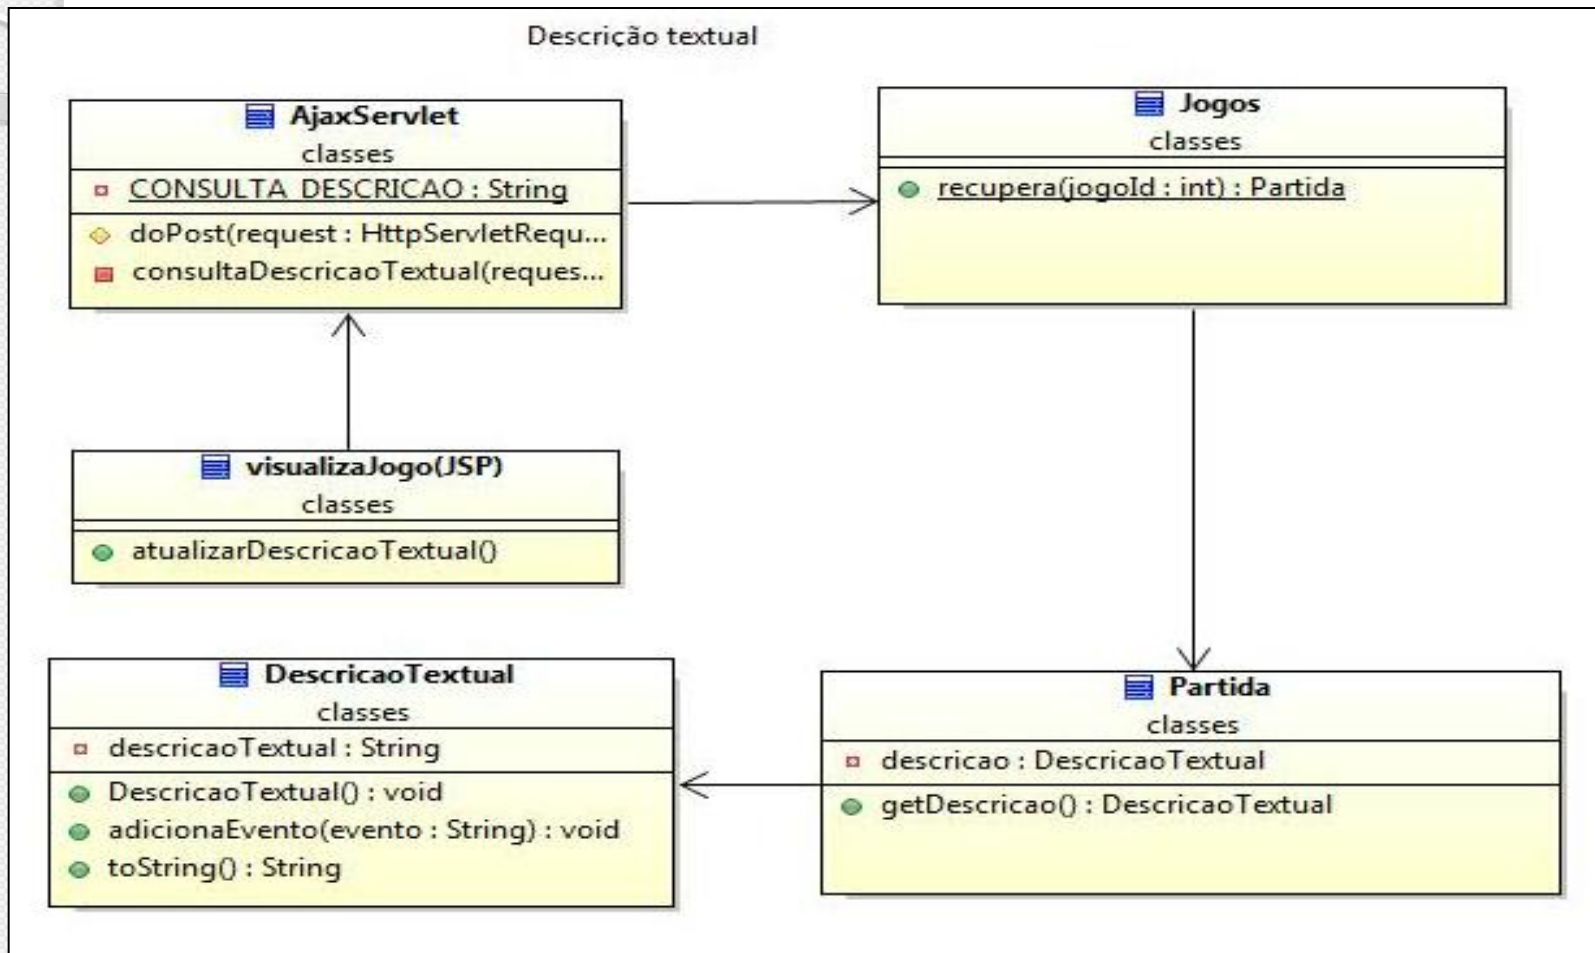 Descrição textual
AjaxServlet
classes
CONSULTA_DESCRICAO : String
doPost(request : HttpServletRequ...
consultaDescricaoTextual(reques...
Jogos
classes
recupera(jogoId : int) : Partida
visualizaJogo(JSP)
classes
atualizarDescricaoTextual()
DescricaoTextual
classes
descricaoTextual : String
DescricaoTextual() : void
adicionaEvento(evento : String) : void
toString() : String
Partida
classes
descricao : DescricaoTextual
getDescricao() : DescricaoTextual